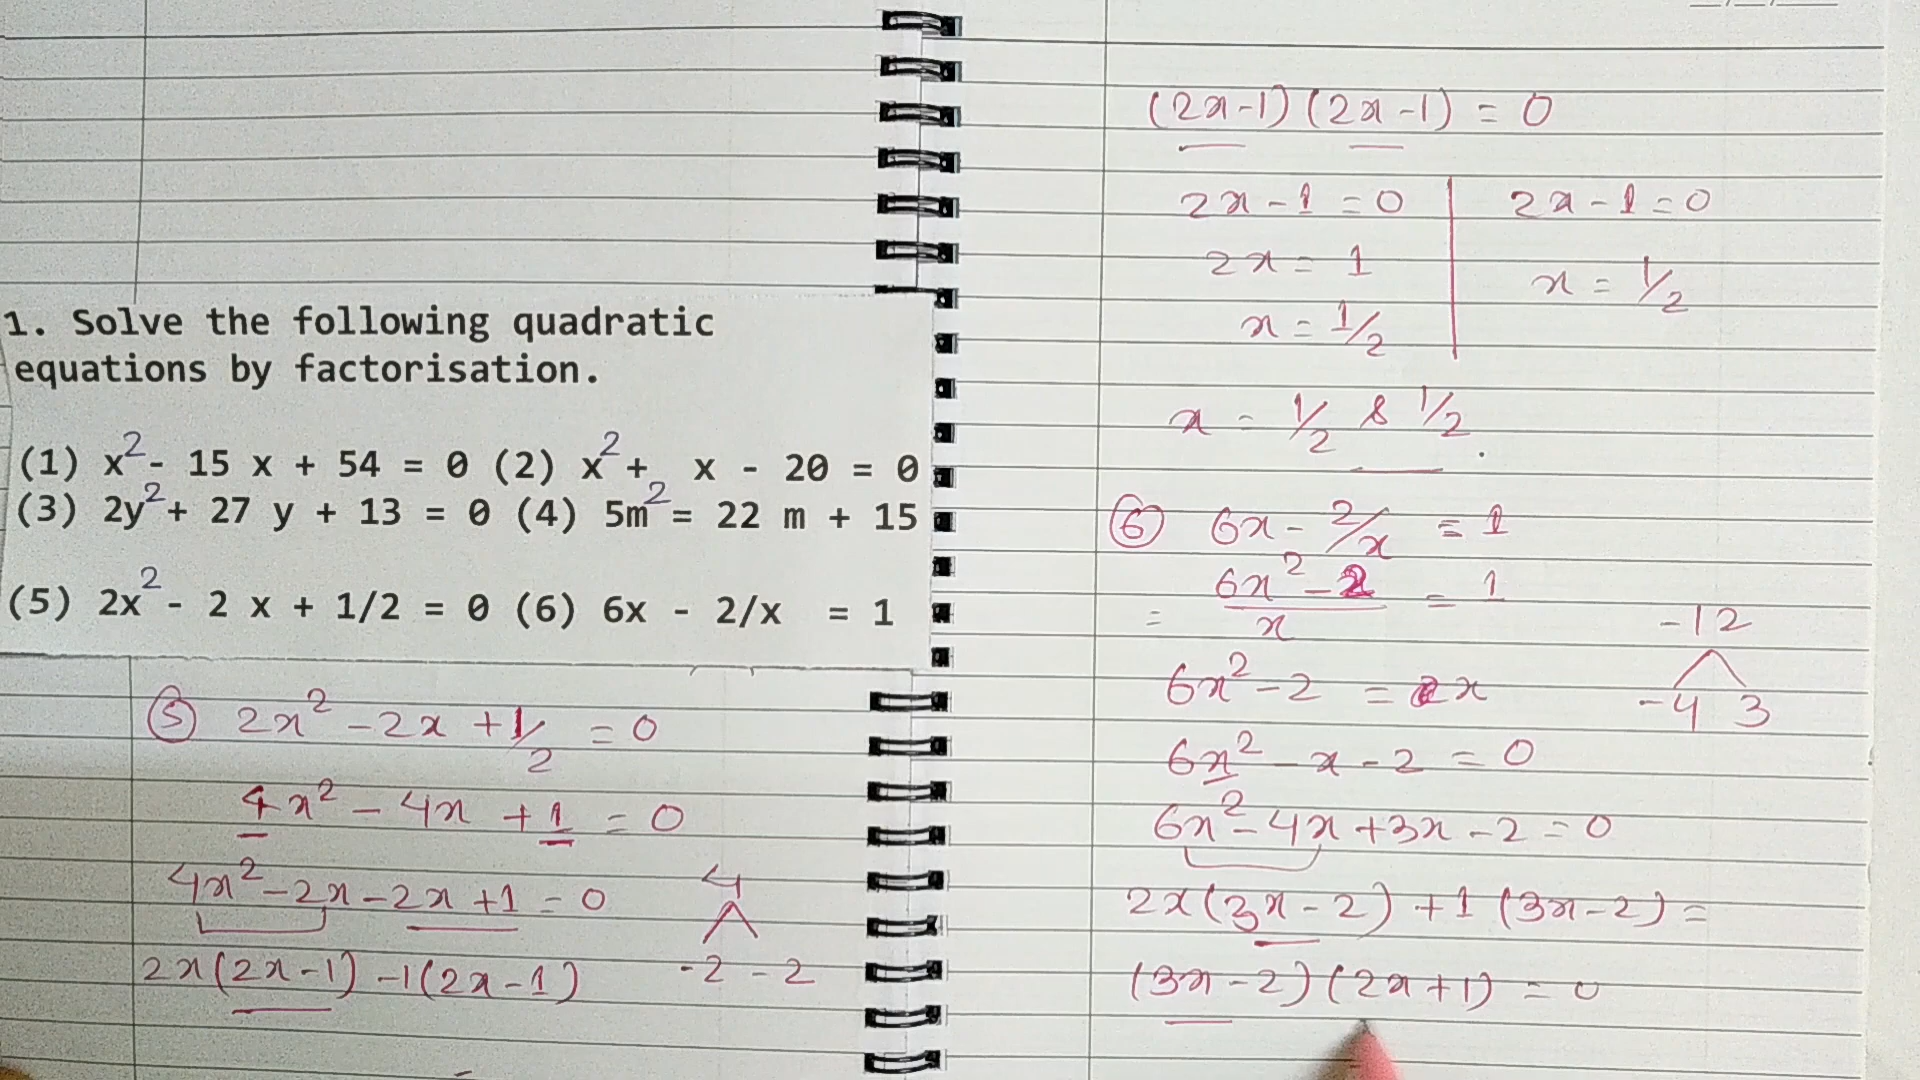 1. Solve the following quadratic
equations by factorisation.
(1) x² - 15 x + 54 = 0 (2) x² + x - 20 = 0
(3) 2y² + 27 y + 13 = 0 (4) 5m² = 22 m + 15
(5) 2x² - 2 x + 1/2 = 0 (6) 6x - 2/x = 1
⑤ 2x² - 2x + 1/2 = 0
4x² - 4x + 1 = 0
4x² - 2x - 2x + 1 = 0
4
2x(2x-1) -1(2x-1)
-2 -2
(2x-1)(2x-1) = 0
2x - 1 = 0
2x - 1 = 0
2x = 1
x = 1/2
x = 1/2
x = 1/2 & 1/2.
⑥ 6x - 2/x = 1
= 6x² - 2 / x = 1
-12
6x² - 2 = x
-4 3
6x² - x - 2 = 0
6x² - 4x + 3x - 2 = 0
2x(3x-2) + 1(3x-2) =
(3x-2)(2x+1) = 0